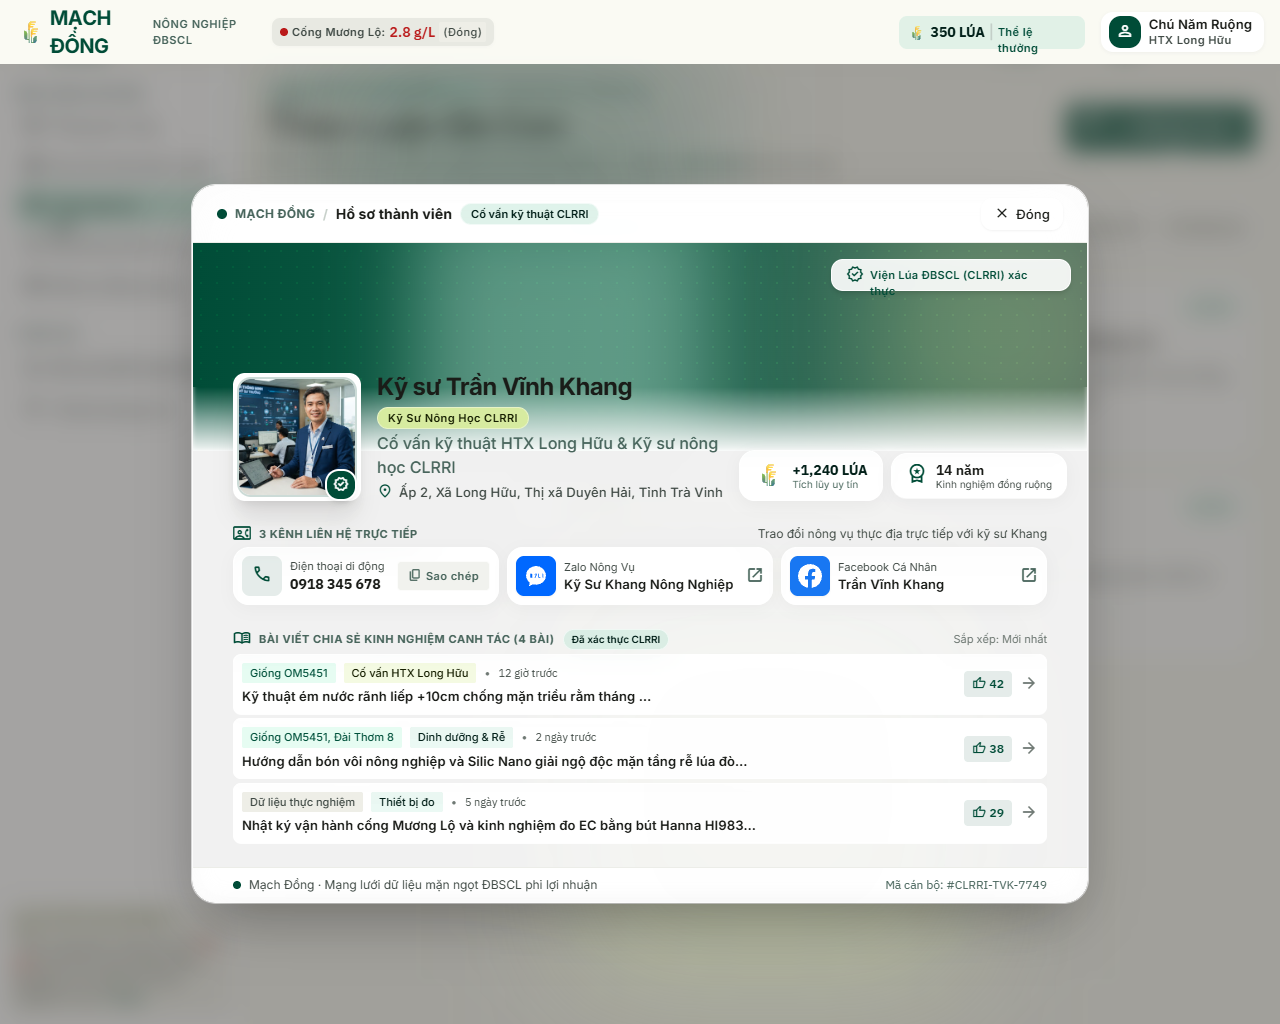 MẠCH ĐỒNG
NÔNG NGHIỆP ĐBSCL
Cống Mương Lộ: 2.8 g/L (Đóng)
350 LÚA
Thể lệ thưởng
Chú Năm Ruộng
HTX Long Hữu
MẠCH ĐỒNG / Hồ sơ thành viên
Cố vấn kỹ thuật CLRRI
Đóng
Viện Lúa ĐBSCL (CLRRI) xác thực
Kỹ sư Trần Vĩnh Khang
Kỹ Sư Nông Học CLRRI
Cố vấn kỹ thuật HTX Long Hữu & Kỹ sư nông học CLRRI
Ấp 2, Xã Long Hữu, Thị xã Duyên Hải, Tỉnh Trà Vinh
+1,240 LÚA
Tích lũy uy tín
14 năm
Kinh nghiệm đồng ruộng
3 KÊNH LIÊN HỆ TRỰC TIẾP
Trao đổi nông vụ thực địa trực tiếp với kỹ sư Khang
Điện thoại di động
0918 345 678
Sao chép
Zalo Nông Vụ
Kỹ Sư Khang Nông Nghiệp
Facebook Cá Nhân
Trần Vĩnh Khang
BÀI VIẾT CHIA SẺ KINH NGHIỆM CANH TÁC (4 BÀI)
Đã xác thực CLRRI
Sắp xếp: Mới nhất
Giống OM5451
Cố vấn HTX Long Hữu
• 12 giờ trước
Kỹ thuật ém nước rãnh liếp +10cm chống mặn triều rằm tháng ...
42
Giống OM5451, Đài Thơm 8
Dinh dưỡng & Rễ
• 2 ngày trước
Hướng dẫn bón vôi nông nghiệp và Silic Nano giải ngộ độc mặn tầng rễ lúa đò...
38
Dữ liệu thực nghiệm
Thiết bị đo
• 5 ngày trước
Nhật ký vận hành cống Mương Lộ và kinh nghiệm đo EC bằng bút Hanna HI983...
29
Mạch Đồng · Mạng lưới dữ liệu mặn ngọt ĐBSCL phi lợi nhuận
Mã cán bộ: #CLRRI-TVK-7749